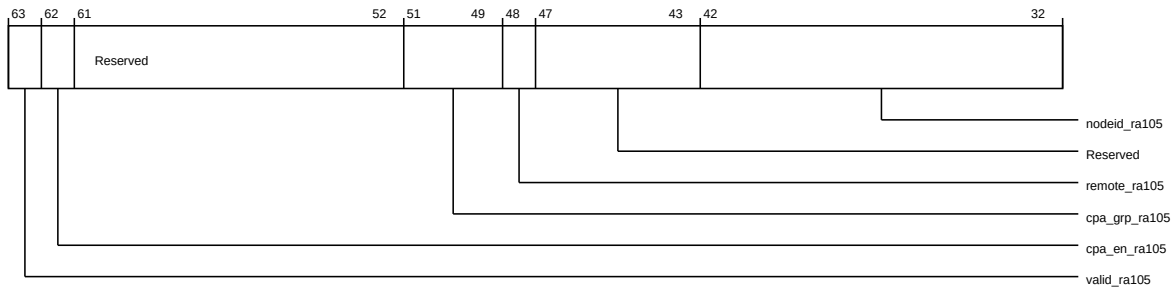 63 62 61 52 51 49 48 47 43 42 32
Reserved
nodeid_ra105
Reserved
remote_ra105
cpa_grp_ra105
cpa_en_ra105
valid_ra105